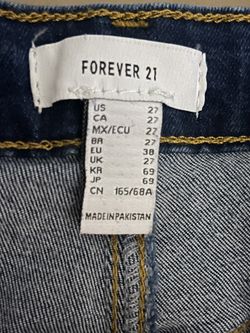 FOREVER 21
US 27
CA 27
MX/ECU 27
BR 27
EU 38
UK 27
KR 69
JP 69
CN 165/68A
MADE IN PAKISTAN